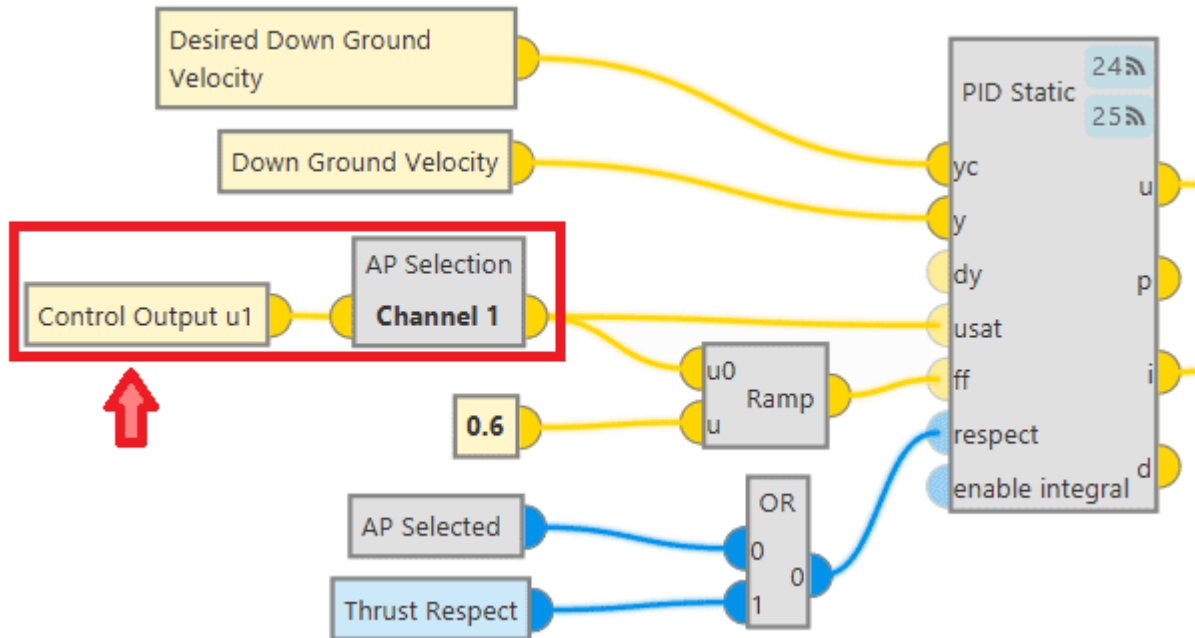 Desired Down Ground
Velocity
Down Ground Velocity
Control Output u1
AP Selection
Channel 1
0.6
u0
u
Ramp
AP Selected
Thrust Respect
OR
0
1
0
PID Static
24
25
yc
y
dy
usat
ff
respect
enable integral
u
p
i
d